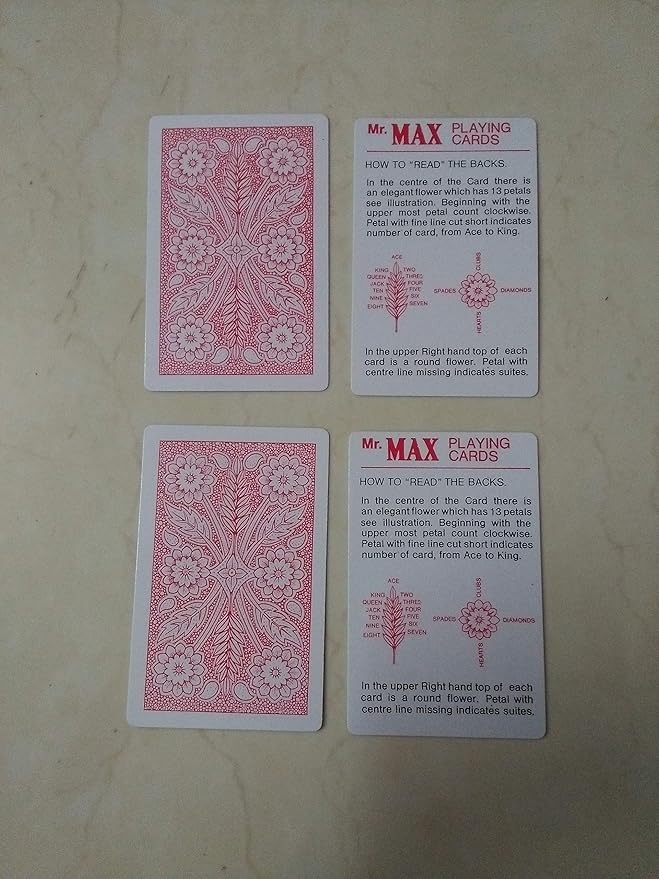 Mr. MAX PLAYING CARDS
HOW TO "READ" THE BACKS.
In the centre of the Card there is
an elegant flower which has 13 petals
see illustration. Beginning with the
upper most petal count clockwise.
Petal with fine line cut short indicates
number of card, from Ace to King.
ACE
KING TWO
QUEEN THREE
JACK FOUR
TEN FIVE
NINE SIX
EIGHT SEVEN
CLUBS
SPADES DIAMONDS
HEARTS
In the upper Right hand top of each
card is a round flower. Petal with
centre line missing indicates suites.
Mr. MAX PLAYING CARDS
HOW TO "READ" THE BACKS.
In the centre of the Card there is
an elegant flower which has 13 petals
see illustration. Beginning with the
upper most petal count clockwise.
Petal with fine line cut short indicates
number of card, from Ace to King.
ACE
KING TWO
QUEEN THREE
JACK FOUR
TEN FIVE
NINE SIX
EIGHT SEVEN
CLUBS
SPADES DIAMONDS
HEARTS
In the upper Right hand top of each
card is a round flower. Petal with
centre line missing indicates suites.